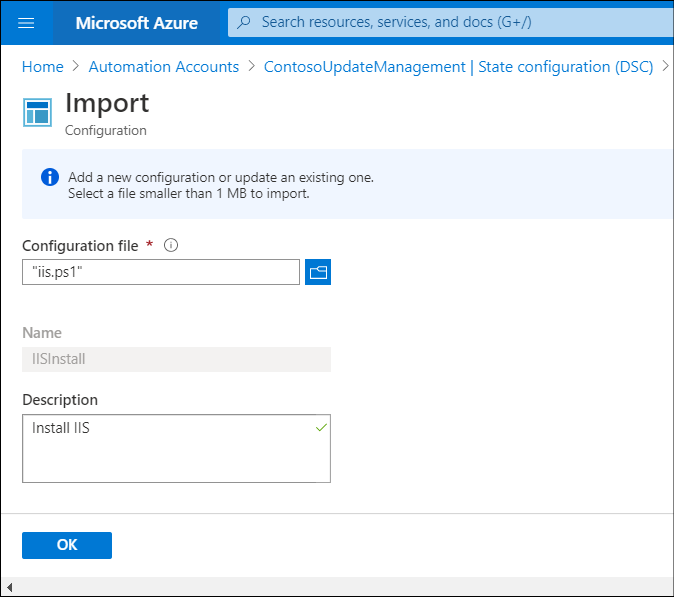 Microsoft Azure
Search resources, services, and docs (G+/)
Home > Automation Accounts > ContosoUpdateManagement | State configuration (DSC) >
Import
Configuration
Add a new configuration or update an existing one.
Select a file smaller than 1 MB to import.
Configuration file *
"iis.ps1"
Name
IISInstall
Description
Install IIS
OK